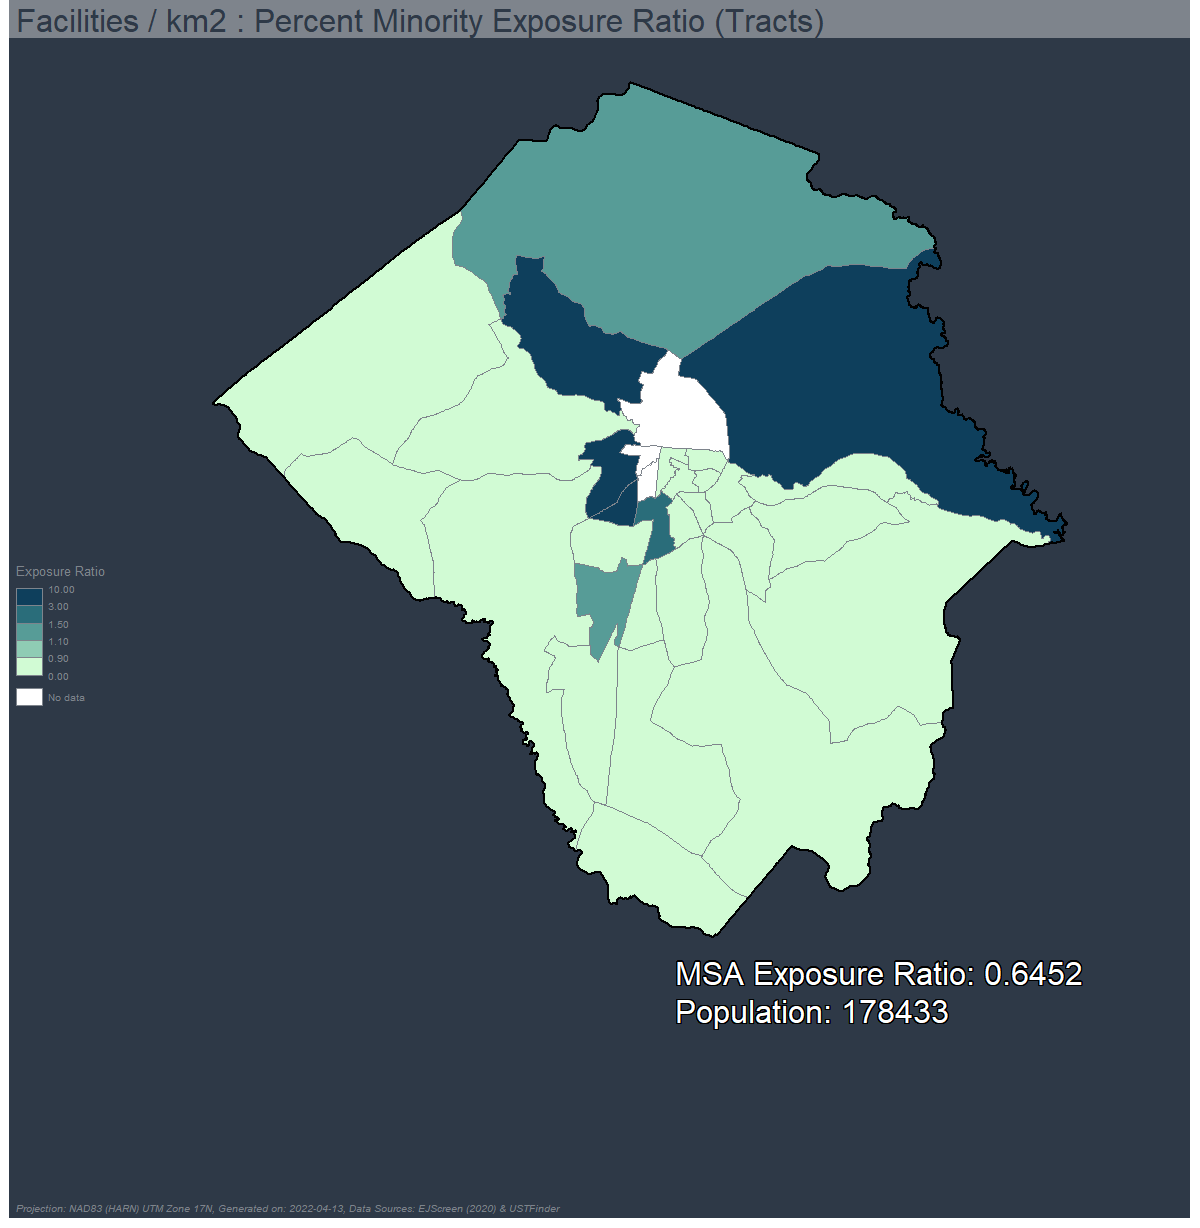 Facilities / km2 : Percent Minority Exposure Ratio (Tracts)
Exposure Ratio
10.00
3.00
1.50
1.10
0.90
0.00
No data
MSA Exposure Ratio: 0.6452
Population: 178433
Projection: NAD83 (HARN) UTM Zone 17N, Generated on: 2022-04-13, Data Sources: EJScreen (2020) & USTFinder